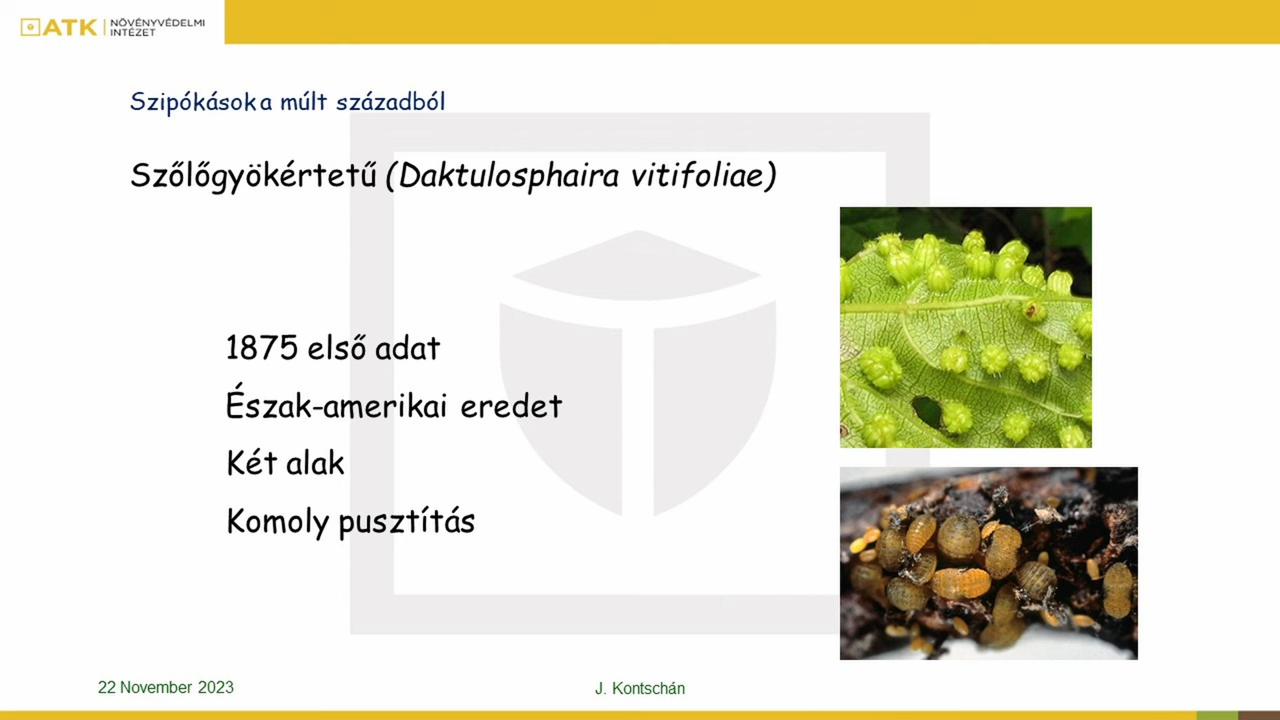 ATK NÖVÉNYVÉDELMI
INTÉZET
Szipókások a múlt századból
Szőlőgyökértetű (Daktulosphaira vitifoliae)
1875 első adat
Észak-amerikai eredet
Két alak
Komoly pusztítás
22 November 2023
J. Kontschán